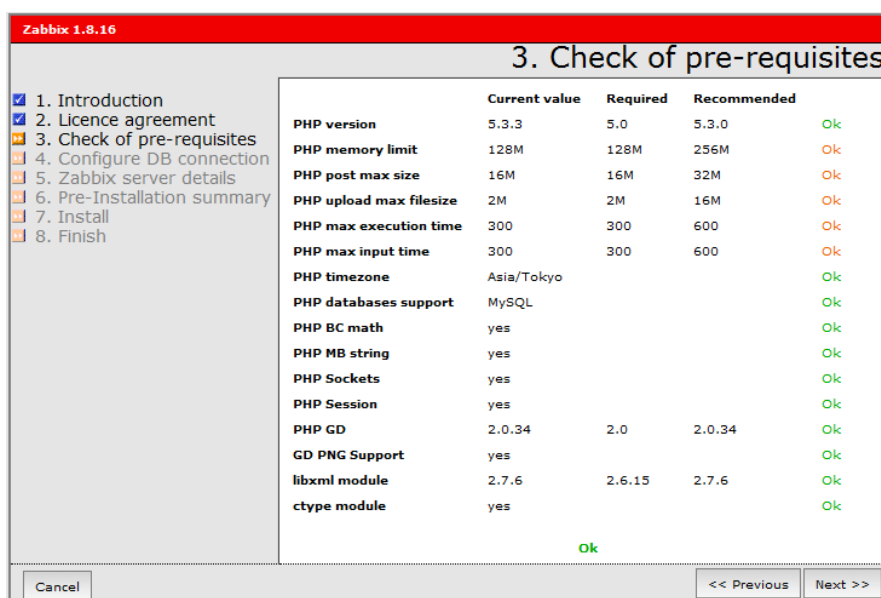 Zabbix 1.8.16
3. Check of pre-requisites
1. Introduction
2. Licence agreement
3. Check of pre-requisites
4. Configure DB connection
5. Zabbix server details
6. Pre-Installation summary
7. Install
8. Finish
Current value Required Recommended
PHP version 5.3.3 5.0 5.3.0 Ok
PHP memory limit 128M 128M 256M Ok
PHP post max size 16M 16M 32M Ok
PHP upload max filesize 2M 2M 16M Ok
PHP max execution time 300 300 600 Ok
PHP max input time 300 300 600 Ok
PHP timezone Asia/Tokyo Ok
PHP databases support MySQL Ok
PHP BC math yes Ok
PHP MB string yes Ok
PHP Sockets yes Ok
PHP Session yes Ok
PHP GD 2.0.34 2.0 2.0.34 Ok
GD PNG Support yes Ok
libxml module 2.7.6 2.6.15 2.7.6 Ok
ctype module yes Ok
Ok
Cancel << Previous Next >>